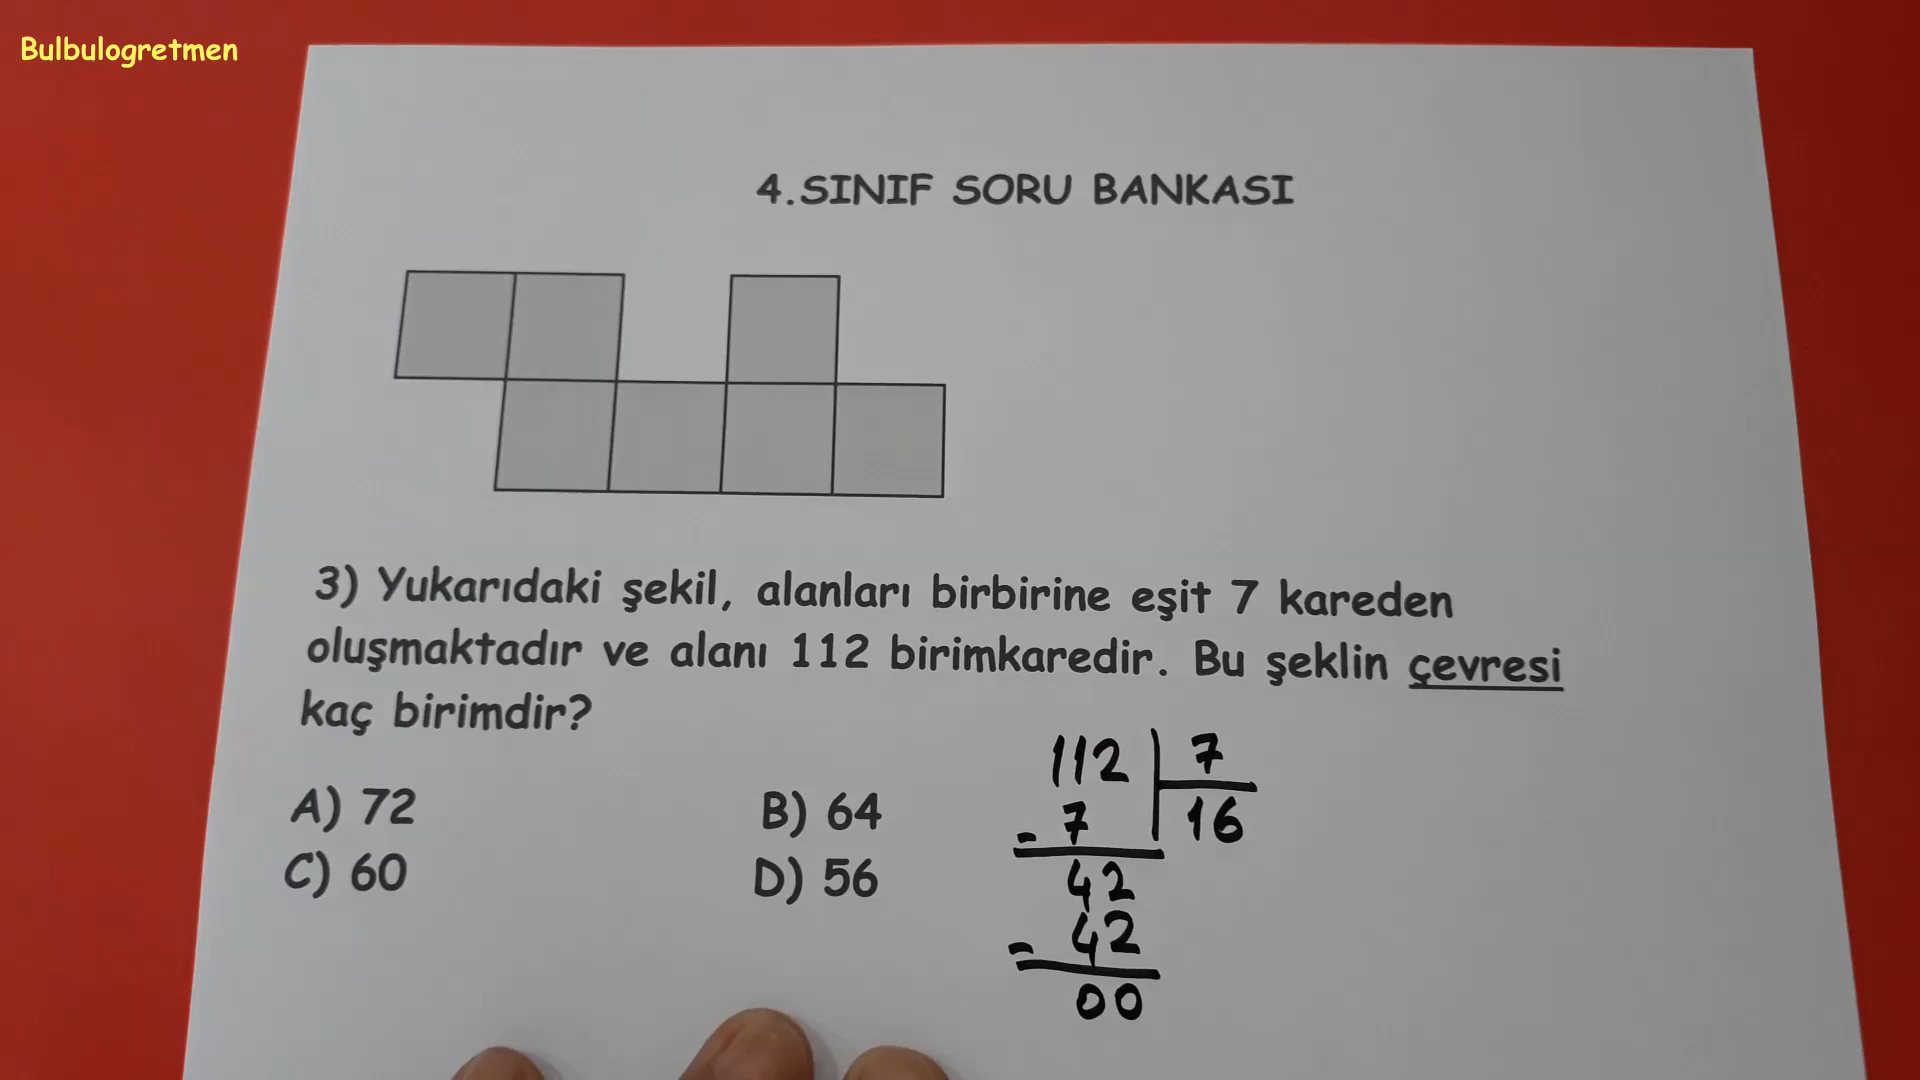 Bulbulogretmen
4.SINIF SORU BANKASI
3) Yukarıdaki şekil, alanları birbirine eşit 7 kareden
oluşmaktadır ve alanı 112 birimkaredir. Bu şeklin çevresi
kaç birimdir?
A) 72
B) 64
C) 60
D) 56
112 | 7
- 7 16
42
- 42
00